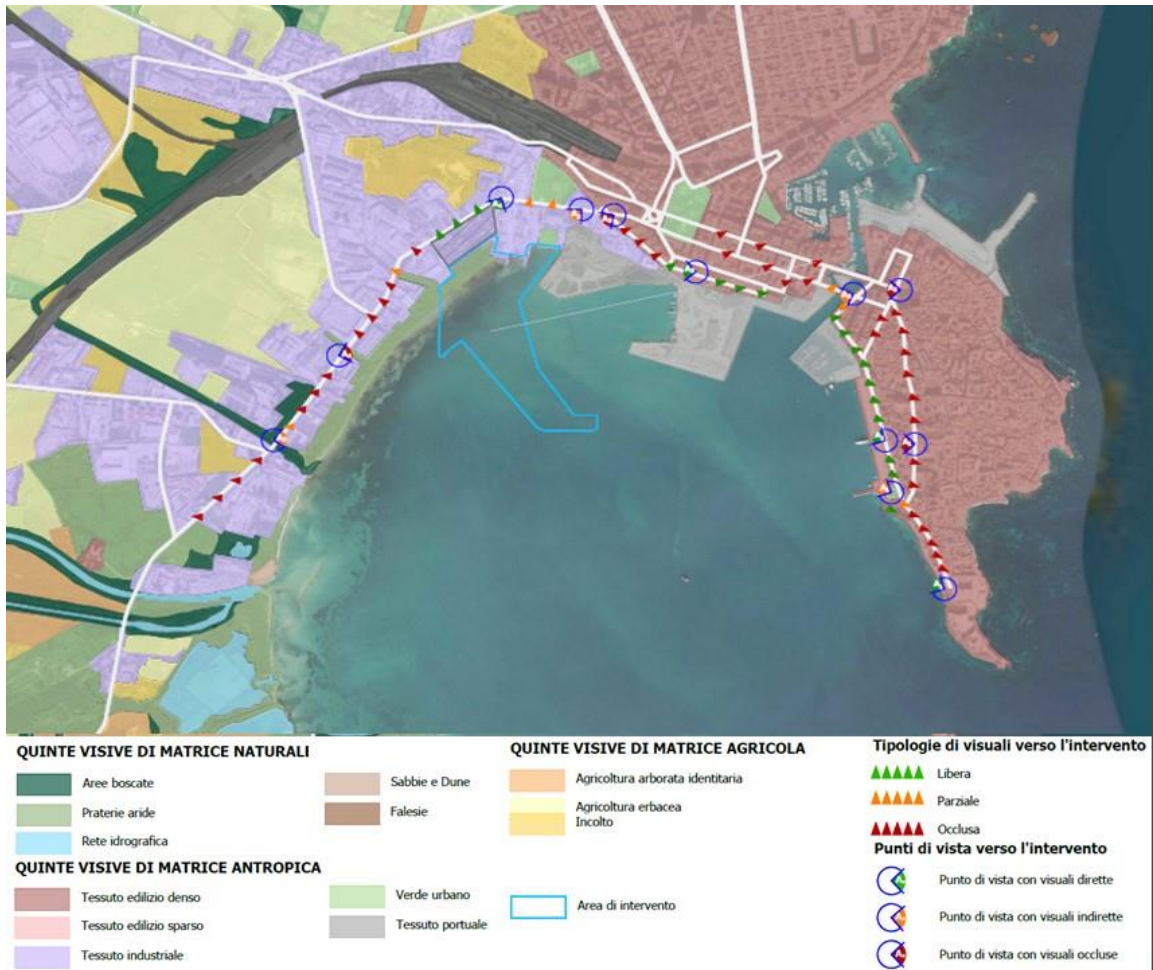 QUINTE VISIVE DI MATRICE NATURALI
Aree boscate
Praterie aride
Rete idrografica
Sabbie e Dune
Falesie
QUINTE VISIVE DI MATRICE ANTROPICA
Tessuto edilizio denso
Tessuto edilizio sparso
Tessuto industriale
Verde urbano
Tessuto portuale
QUINTE VISIVE DI MATRICE AGRICOLA
Agricoltura arborata identitaria
Agricoltura erbacea
Incolto
Area di intervento
Tipologie di visuali verso l'intervento
Libera
Parziale
Occlusa
Punti di vista verso l'intervento
Punto di vista con visuali dirette
Punto di vista con visuali indirette
Punto di vista con visuali occluse